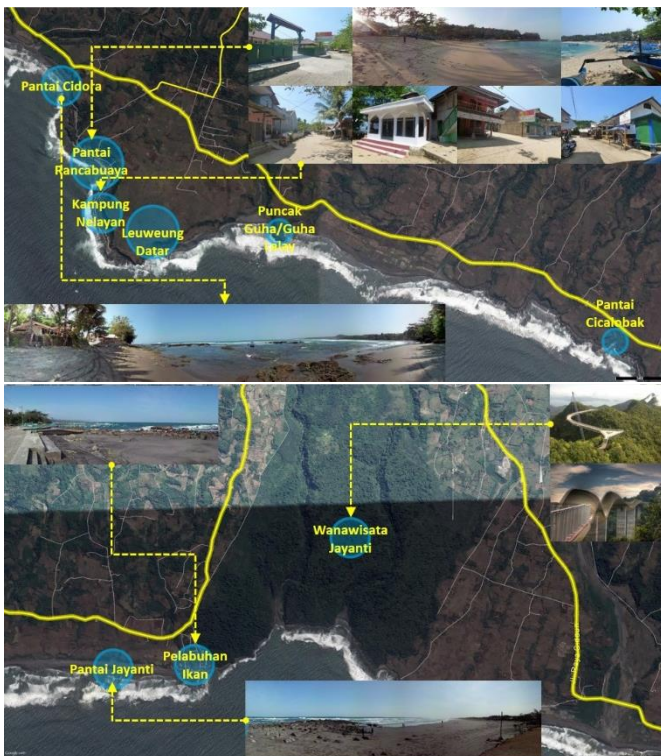 Pantai Cidora
Pantai
Rancabuaya
Kampung
Nelayan
Leuweung
Datar
Puncak
Guha/Guha
Lalay
Pantai
Cicalobak
Wanawisata
Jayanti
Pantai Jayanti
Pelabuhan
Ikan